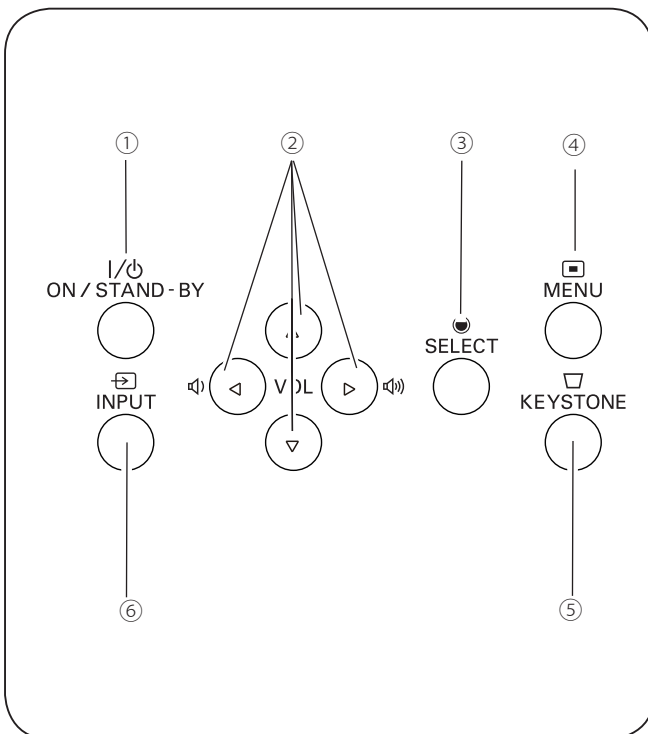 ① ② ③ ④
I/⏻
ON / STAND - BY
MENU
SELECT
INPUT
VOL
KEYSTONE
⑥ ⑤